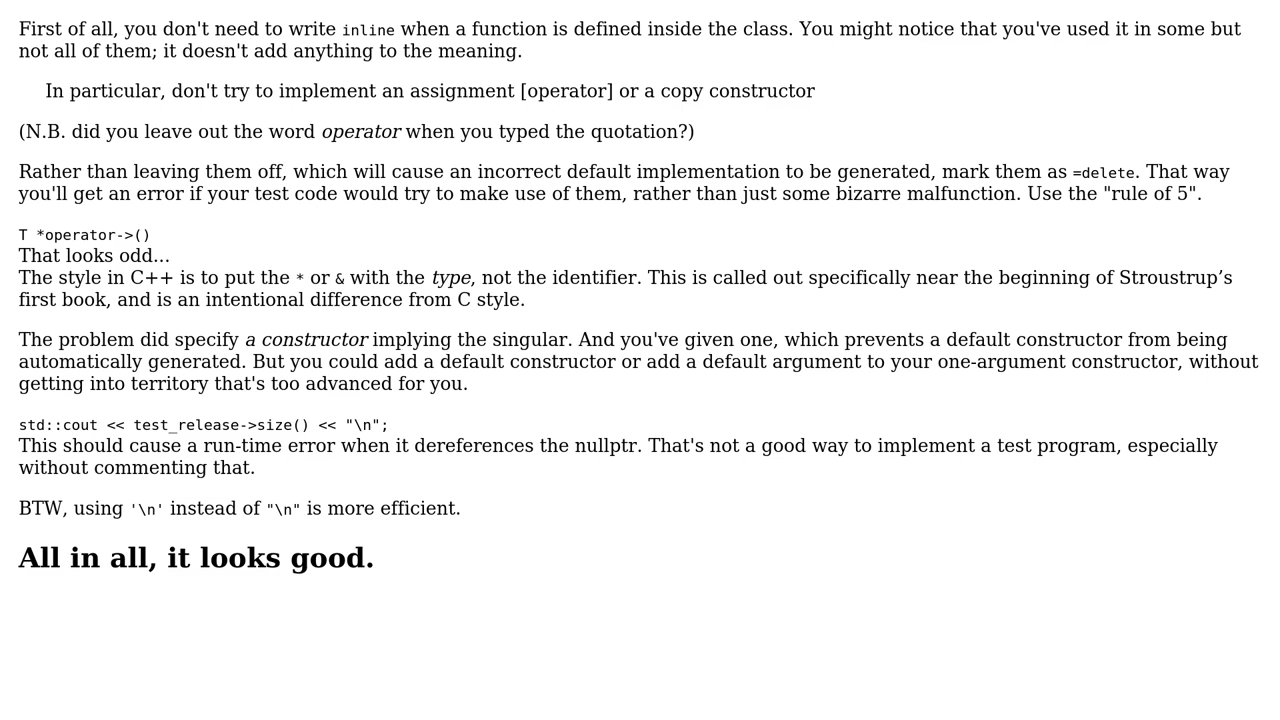 First of all, you don't need to write inline when a function is defined inside the class. You might notice that you've used it in some but
not all of them; it doesn't add anything to the meaning.
In particular, don't try to implement an assignment [operator] or a copy constructor
(N.B. did you leave out the word operator when you typed the quotation?)
Rather than leaving them off, which will cause an incorrect default implementation to be generated, mark them as =delete. That way
you'll get an error if your test code would try to make use of them, rather than just some bizarre malfunction. Use the "rule of 5".
T *operator->()
That looks odd...
The style in C++ is to put the * or & with the type, not the identifier. This is called out specifically near the beginning of Stroustrup’s
first book, and is an intentional difference from C style.
The problem did specify a constructor implying the singular. And you've given one, which prevents a default constructor from being
automatically generated. But you could add a default constructor or add a default argument to your one-argument constructor, without
getting into territory that's too advanced for you.
std::cout << test_release->size() << "\n";
This should cause a run-time error when it dereferences the nullptr. That's not a good way to implement a test program, especially
without commenting that.
BTW, using '\n' instead of "\n" is more efficient.
All in all, it looks good.